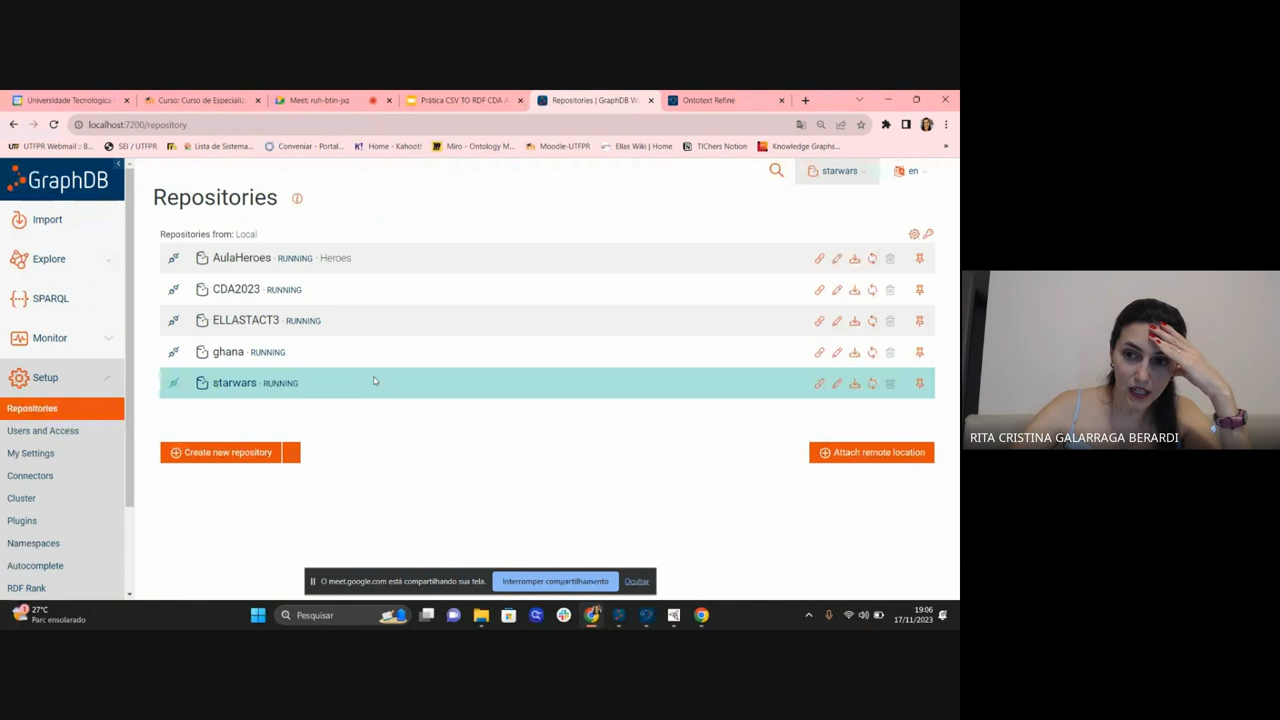 Universidade Tecnologica
Curso: Curso de Especializ
Meet: ruh-btin-jxz
Prática CSV TO RDF CDA A
Repositories | GraphDB W
Ontotext Refine
localhost:7200/repository
UTFPR Webmail :: B...
SEI / UTFPR
Lista de Sistema...
Conveniar - Portal...
Home - Kahoot!
Miro - Ontology M...
Moodle-UTFPR
Ellas Wiki | Home
TIChers Notion
Knowledge Graphs...
»
GraphDB
starwars
en
Repositories
Import
Repositories from: Local
Explore
AulaHeroes · RUNNING · Heroes
CDA2023 · RUNNING
SPARQL
ELLASTACT3 · RUNNING
Monitor
ghana · RUNNING
Setup
starwars · RUNNING
Repositories
Users and Access
My Settings
Create new repository
Attach remote location
Connectors
Cluster
Plugins
Namespaces
Autocomplete
RDF Rank
O meet.google.com está compartilhando sua tela.
Interromper compartilhamento
Ocultar
RITA CRISTINA GALARRAGA BERARDI
1
27°C
Parc ensolarado
Pesquisar
19:06
17/11/2023